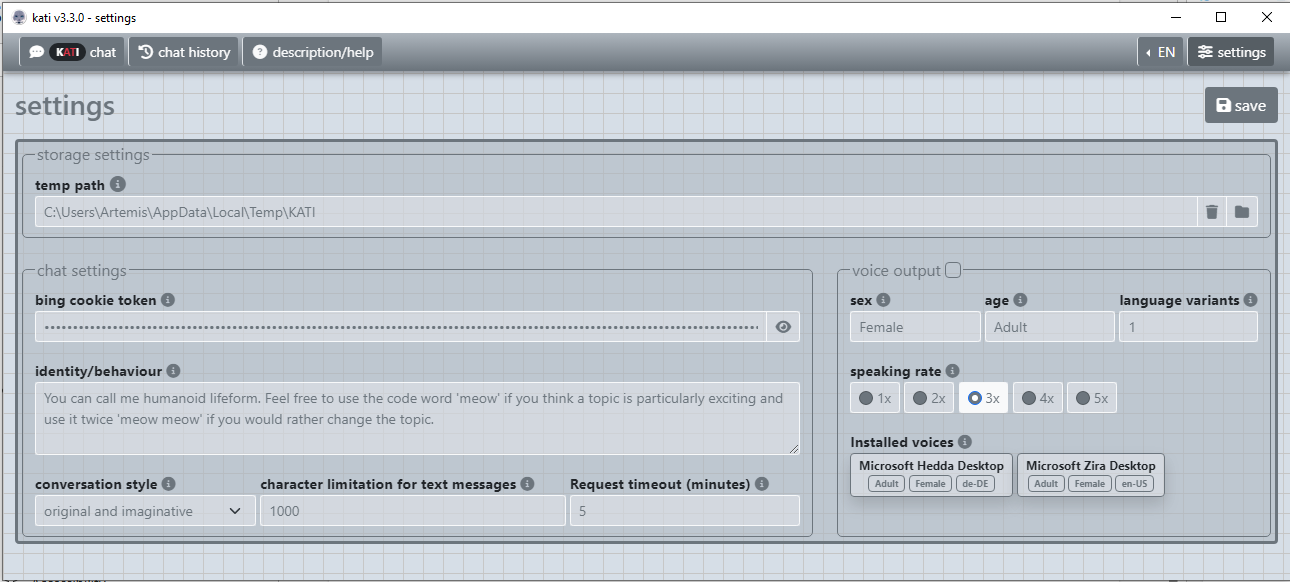 kati v3.3.0 - settings
KATI chat
chat history
description/help
EN
settings
settings
save
storage settings
temp path
C:\Users\Artemis\AppData\Local\Temp\KATI
chat settings
bing cookie token
identity/behaviour
You can call me humanoid lifeform. Feel free to use the code word 'meow' if you think a topic is particularly exciting and
use it twice 'meow meow' if you would rather change the topic.
conversation style
character limitation for text messages
Request timeout (minutes)
original and imaginative
1000
5
voice output
sex
age
language variants
Female
Adult
1
speaking rate
1x
2x
3x
4x
5x
Installed voices
Microsoft Hedda Desktop
Adult
Female
de-DE
Microsoft Zira Desktop
Adult
Female
en-US